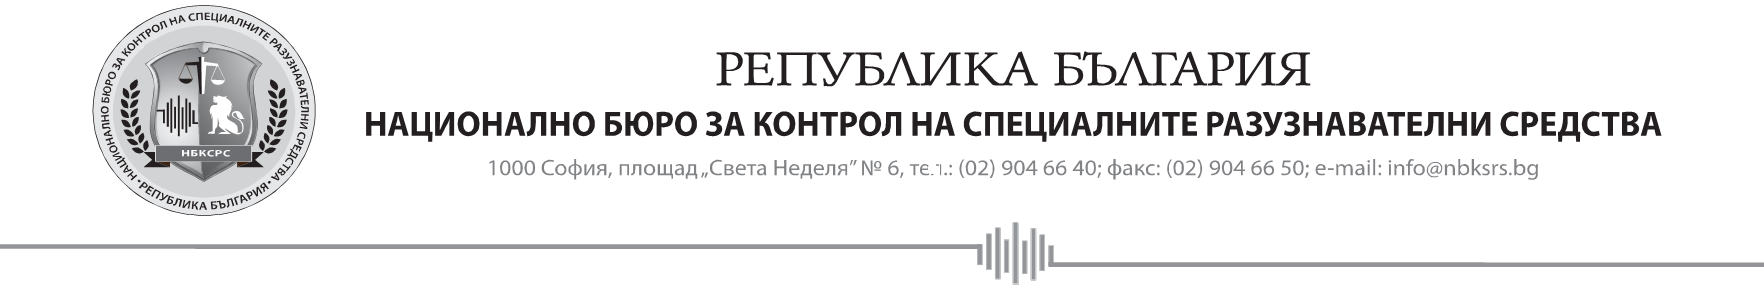 НАЦИОНАЛНО БЮРО ЗА КОНТРОЛ НА СПЕЦИАЛНИТЕ РАЗУЗНАВАТЕЛНИ СРЕДСТВА
• РЕПУБЛИКА БЪЛГАРИЯ •
НБКСРС
РЕПУБЛИКА БЪЛГАРИЯ
НАЦИОНАЛНО БЮРО ЗА КОНТРОЛ НА СПЕЦИАЛНИТЕ РАЗУЗНАВАТЕЛНИ СРЕДСТВА
1000 София, площад „Света Неделя” № 6, тел.: (02) 904 66 40; факс: (02) 904 66 50; e-mail: info@nbksrs.bg